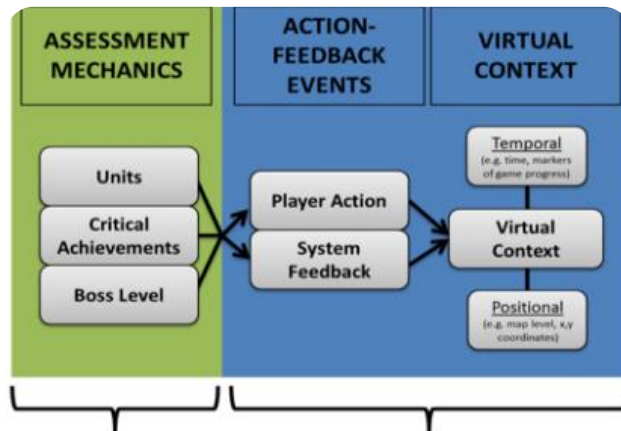 ASSESSMENT
MECHANICS
ACTION-
FEEDBACK
EVENTS
VIRTUAL
CONTEXT
Units
Critical
Achievements
Boss Level
Player Action
System
Feedback
Temporal
(e.g. time, markers
of game progress)
Virtual
Context
Positional
(e.g. map level, x,y
coordinates)